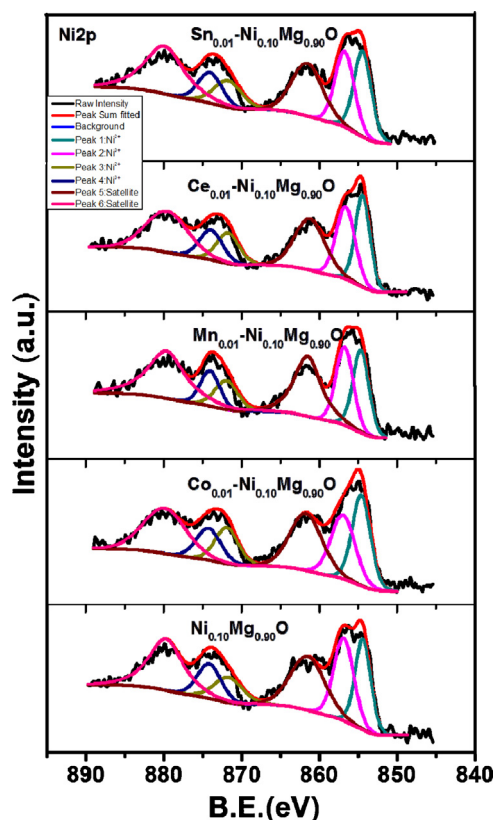 Ni2p
Sn₀.₀₁-Ni₀.₁₀Mg₀.₉₀O
Raw Intensity
Peak Sum fitted
Background
Peak 1:Ni²⁺
Peak 2:Ni³⁺
Peak 3:Ni²⁺
Peak 4:Ni³⁺
Peak 5:Satellite
Peak 6:Satellite
Ce₀.₀₁-Ni₀.₁₀Mg₀.₉₀O
Mn₀.₀₁-Ni₀.₁₀Mg₀.₉₀O
Co₀.₀₁-Ni₀.₁₀Mg₀.₉₀O
Ni₀.₁₀Mg₀.₉₀O
Intensity (a.u.)
890 880 870 860 850 840
B.E.(eV)